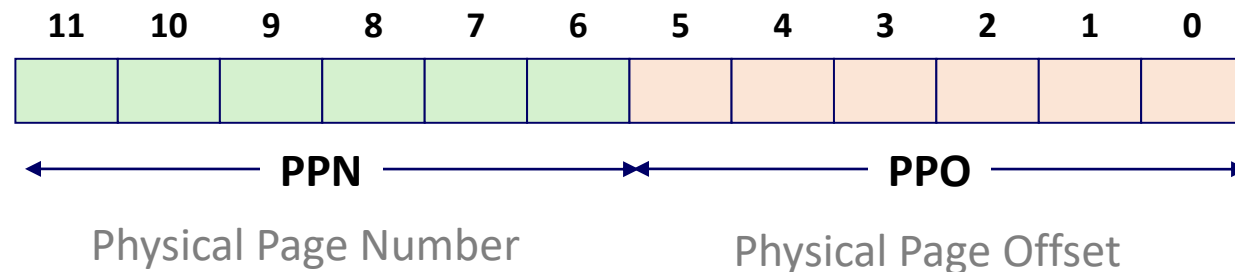 11 10 9 8 7 6 5 4 3 2 1 0
PPN PPO
Physical Page Number Physical Page Offset